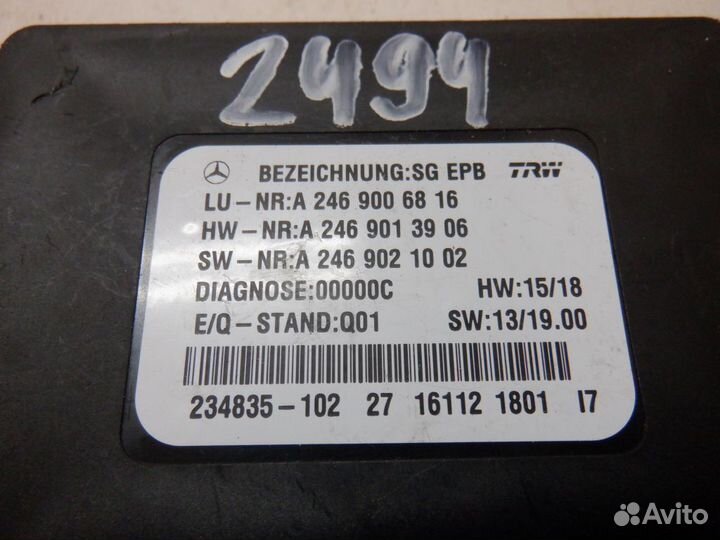 2494
BEZEICHNUNG:SG EPB TRW
LU-NR:A 246 900 68 16
HW-NR:A 246 901 39 06
SW-NR:A 246 902 10 02
DIAGNOSE:00000C HW:15/18
E/Q-STAND:Q01 SW:13/19.00
234835-102 27 16112 1801 I7
Avito